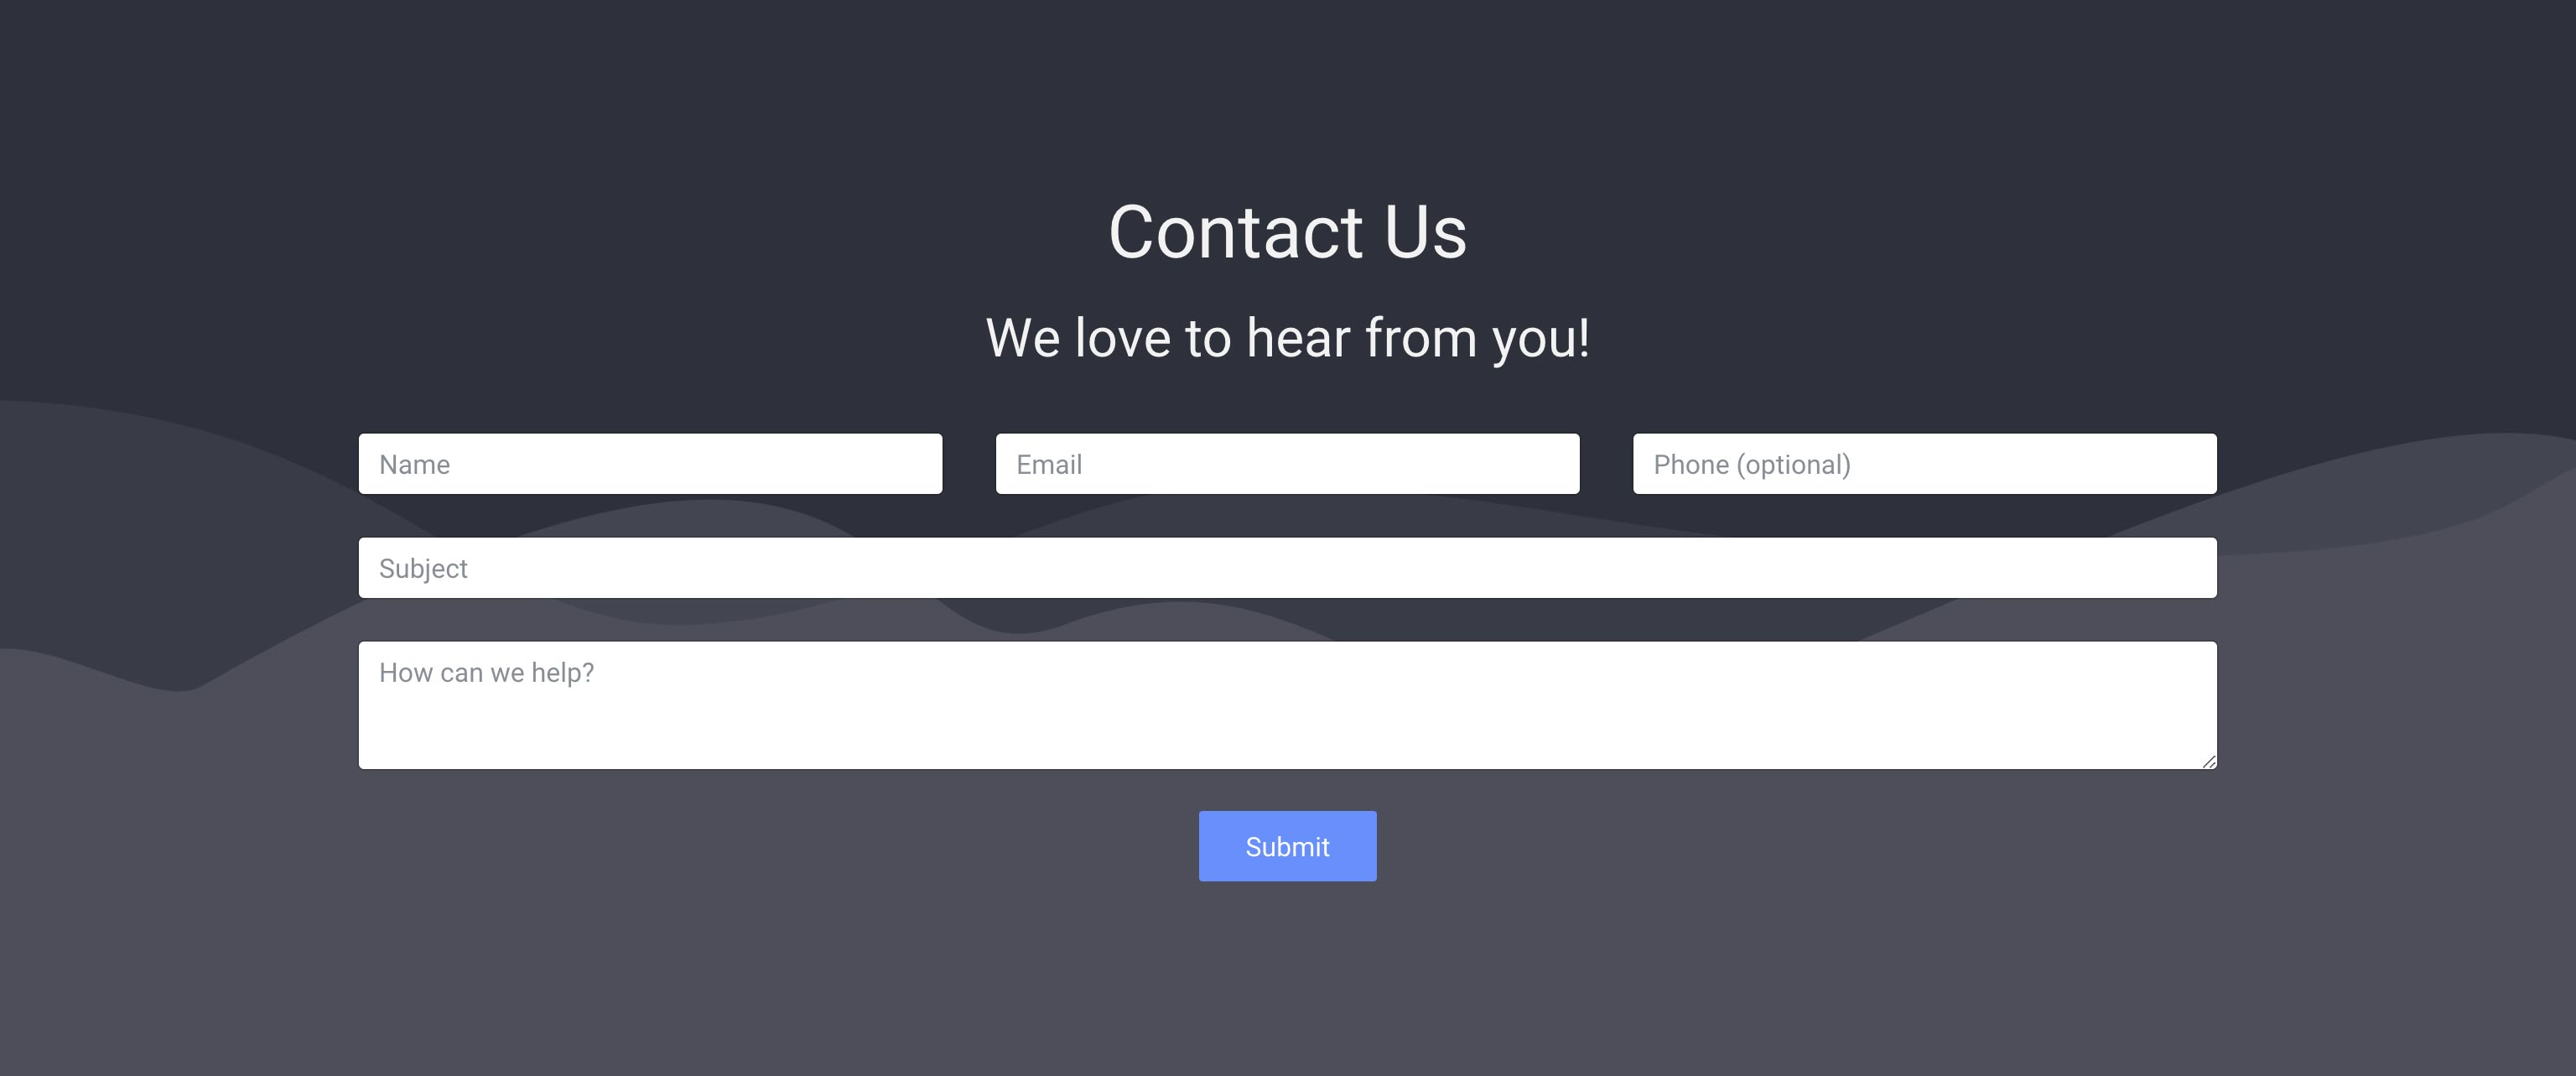 Contact Us
We love to hear from you!
Name
Email
Phone (optional)
Subject
How can we help?
Submit